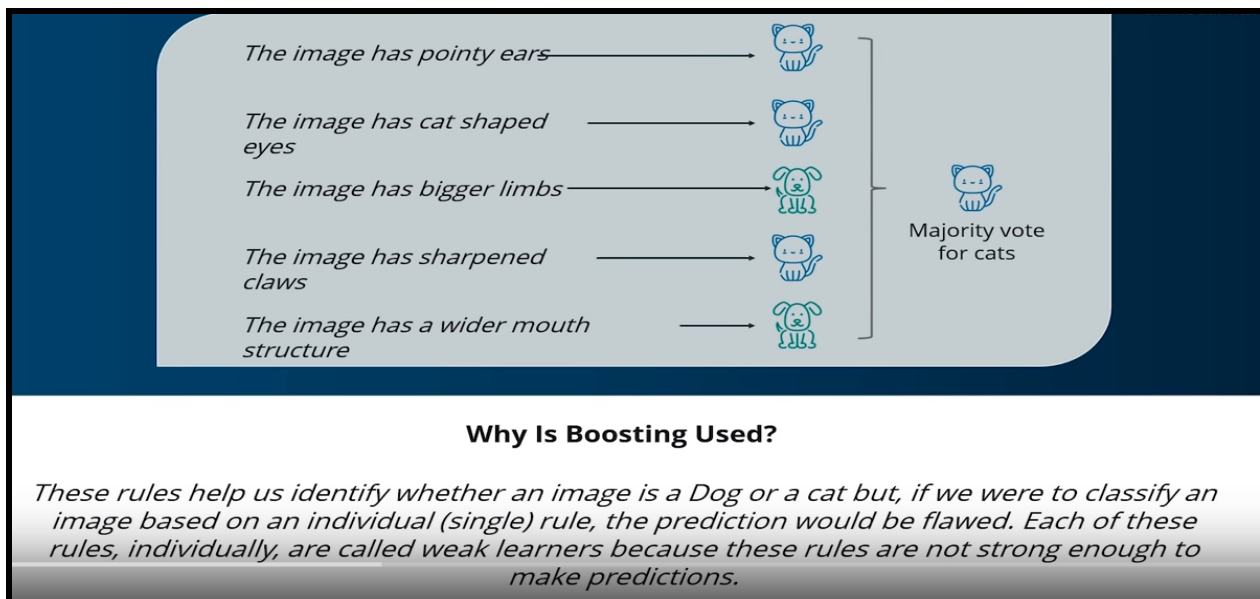 The image has pointy ears
The image has cat shaped
eyes
The image has bigger limbs
The image has sharpened
claws
The image has a wider mouth
structure
Majority vote
for cats
Why Is Boosting Used?
These rules help us identify whether an image is a Dog or a cat but, if we were to classify an
image based on an individual (single) rule, the prediction would be flawed. Each of these
rules, individually, are called weak learners because these rules are not strong enough to
make predictions.